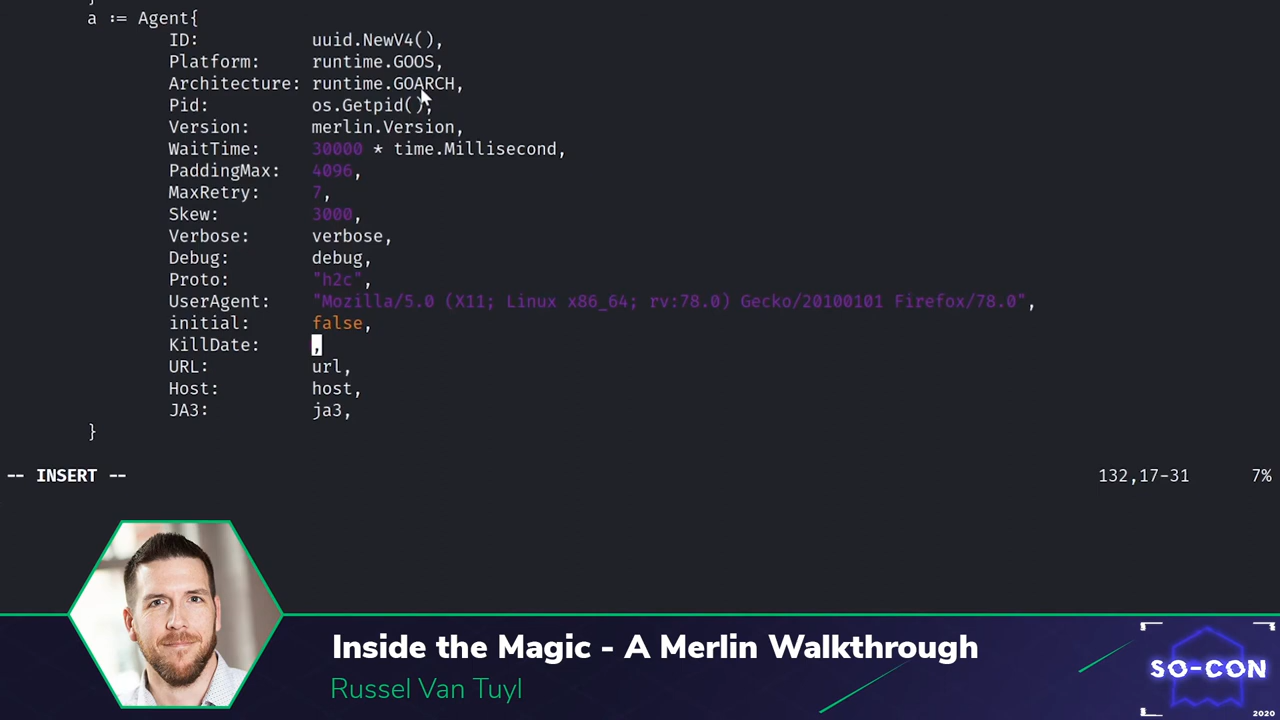 }
a := Agent{
ID: uuid.NewV4(),
Platform: runtime.GOOS,
Architecture: runtime.GOARCH,
Pid: os.Getpid(),
Version: merlin.Version,
WaitTime: 30000 * time.Millisecond,
PaddingMax: 4096,
MaxRetry: 7,
Skew: 3000,
Verbose: verbose,
Debug: debug,
Proto: "h2c",
UserAgent: "Mozilla/5.0 (X11; Linux x86_64; rv:78.0) Gecko/20100101 Firefox/78.0",
initial: false,
KillDate: ,
URL: url,
Host: host,
JA3: ja3,
}
-- INSERT -- 132,17-31 7%
Inside the Magic - A Merlin Walkthrough
Russel Van Tuyl
SO-CON
2020